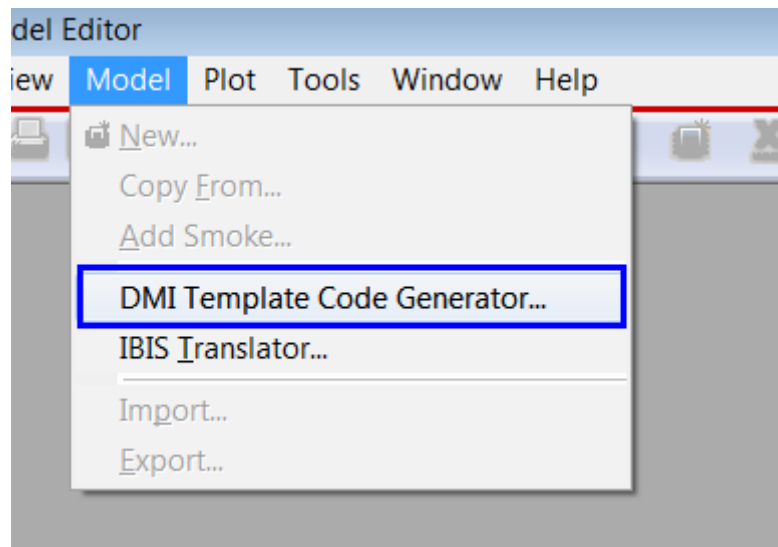 del Editor
iew Model Plot Tools Window Help
New...
Copy From...
Add Smoke...
DMI Template Code Generator...
IBIS Translator...
Import...
Export...